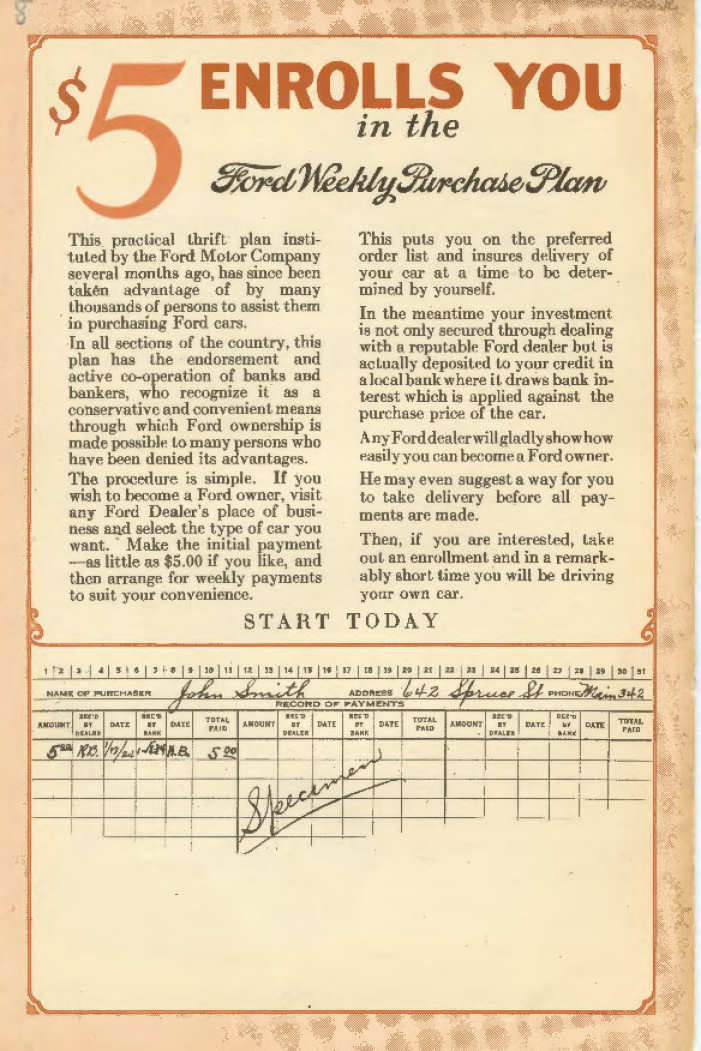 $5 ENROLLS YOU
in the
Ford Weekly Purchase Plan
This practical thrift plan insti-
tuted by the Ford Motor Company
several months ago, has since been
taken advantage of by many
thousands of persons to assist them
in purchasing Ford cars.
In all sections of the country, this
plan has the endorsement and
active co-operation of banks and
bankers, who recognize it as a
conservative and convenient means
through which Ford ownership is
made possible to many persons who
have been denied its advantages.
The procedure is simple. If you
wish to become a Ford owner, visit
any Ford Dealer's place of busi-
ness and select the type of car you
want. Make the initial payment
—as little as $5.00 if you like, and
then arrange for weekly payments
to suit your convenience.
This puts you on the preferred
order list and insures delivery of
your car at a time to be deter-
mined by yourself.
In the meantime your investment
is not only secured through dealing
with a reputable Ford dealer but is
actually deposited to your credit in
a local bank where it draws bank in-
terest which is applied against the
purchase price of the car.
Any Ford dealer will gladly show how
easily you can become a Ford owner.
He may even suggest a way for you
to take delivery before all pay-
ments are made.
Then, if you are interested, take
out an enrollment and in a remark-
ably short time you will be driving
your own car.
START TODAY
1 | 2 | 3 | 4 | 5 | 6 | 7 | 8 | 9 | 10 | 11 | 12 | 13 | 14 | 15 | 16 | 17 | 18 | 19 | 20 | 21 | 22 | 23 | 24 | 25 | 26 | 27 | 28 | 29 | 30 | 31
NAME OF PURCHASER John Smith ADDRESS 642 Spruce St PHONE Main 342
RECORD OF PAYMENTS
AMOUNT REC'D BY DEALER DATE REC'D BY BANK DATE TOTAL PAID AMOUNT REC'D BY DEALER DATE REC'D BY BANK DATE TOTAL PAID AMOUNT REC'D BY DEALER DATE REC'D BY BANK DATE TOTAL PAID
5 00 R.B. A.B. 5 00
Specimen